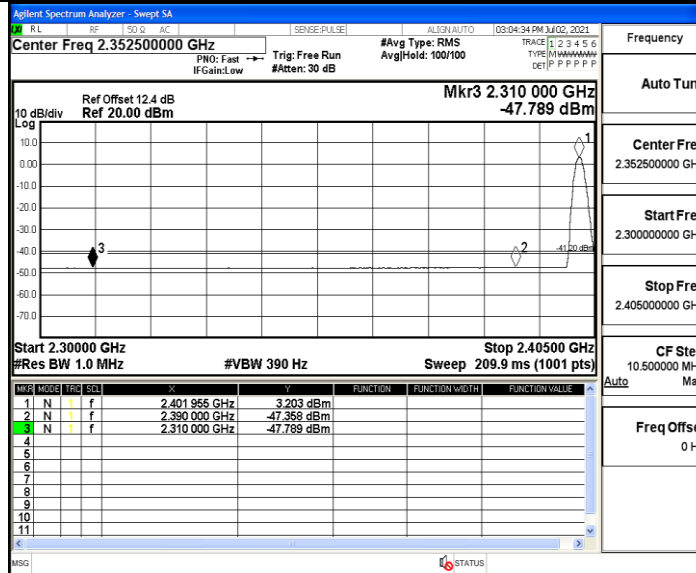 Agilent Spectrum Analyzer - Swept SA
RL RF 50 Ω AC SENSE:PULSE ALIGN AUTO 03:04:34 PM Jul 02, 2021
Center Freq 2.352500000 GHz #Avg Type: RMS TRACE 1 2 3 4 5 6
PNO: Fast Trig: Free Run Avg|Hold: 100/100 TYPE MWWWWW
IFGain:Low #Atten: 30 dB DET P P P P P P
Ref Offset 12.4 dB Mkr3 2.310 000 GHz
10 dB/div Ref 20.00 dBm -47.789 dBm
Log
10.0
0.00
-10.0
-20.0
-30.0
-40.0
-50.0
-60.0
-70.0
1
2
3
-41.20 dBm
Start 2.30000 GHz Stop 2.40500 GHz
#Res BW 1.0 MHz #VBW 390 Hz Sweep 209.9 ms (1001 pts)
MKR MODE TRC SCL X Y FUNCTION FUNCTION WIDTH FUNCTION VALUE
1 N 1 f 2.401 955 GHz 3.203 dBm
2 N 1 f 2.390 000 GHz -47.358 dBm
3 N 1 f 2.310 000 GHz -47.789 dBm
4
5
6
7
8
9
10
11
MSG STATUS
Frequency
Auto Tun
Center Fre
2.352500000 GH
Start Fre
2.300000000 GH
Stop Fre
2.405000000 GH
CF Ste
10.500000 MH
Auto Ma
Freq Offse
0 H